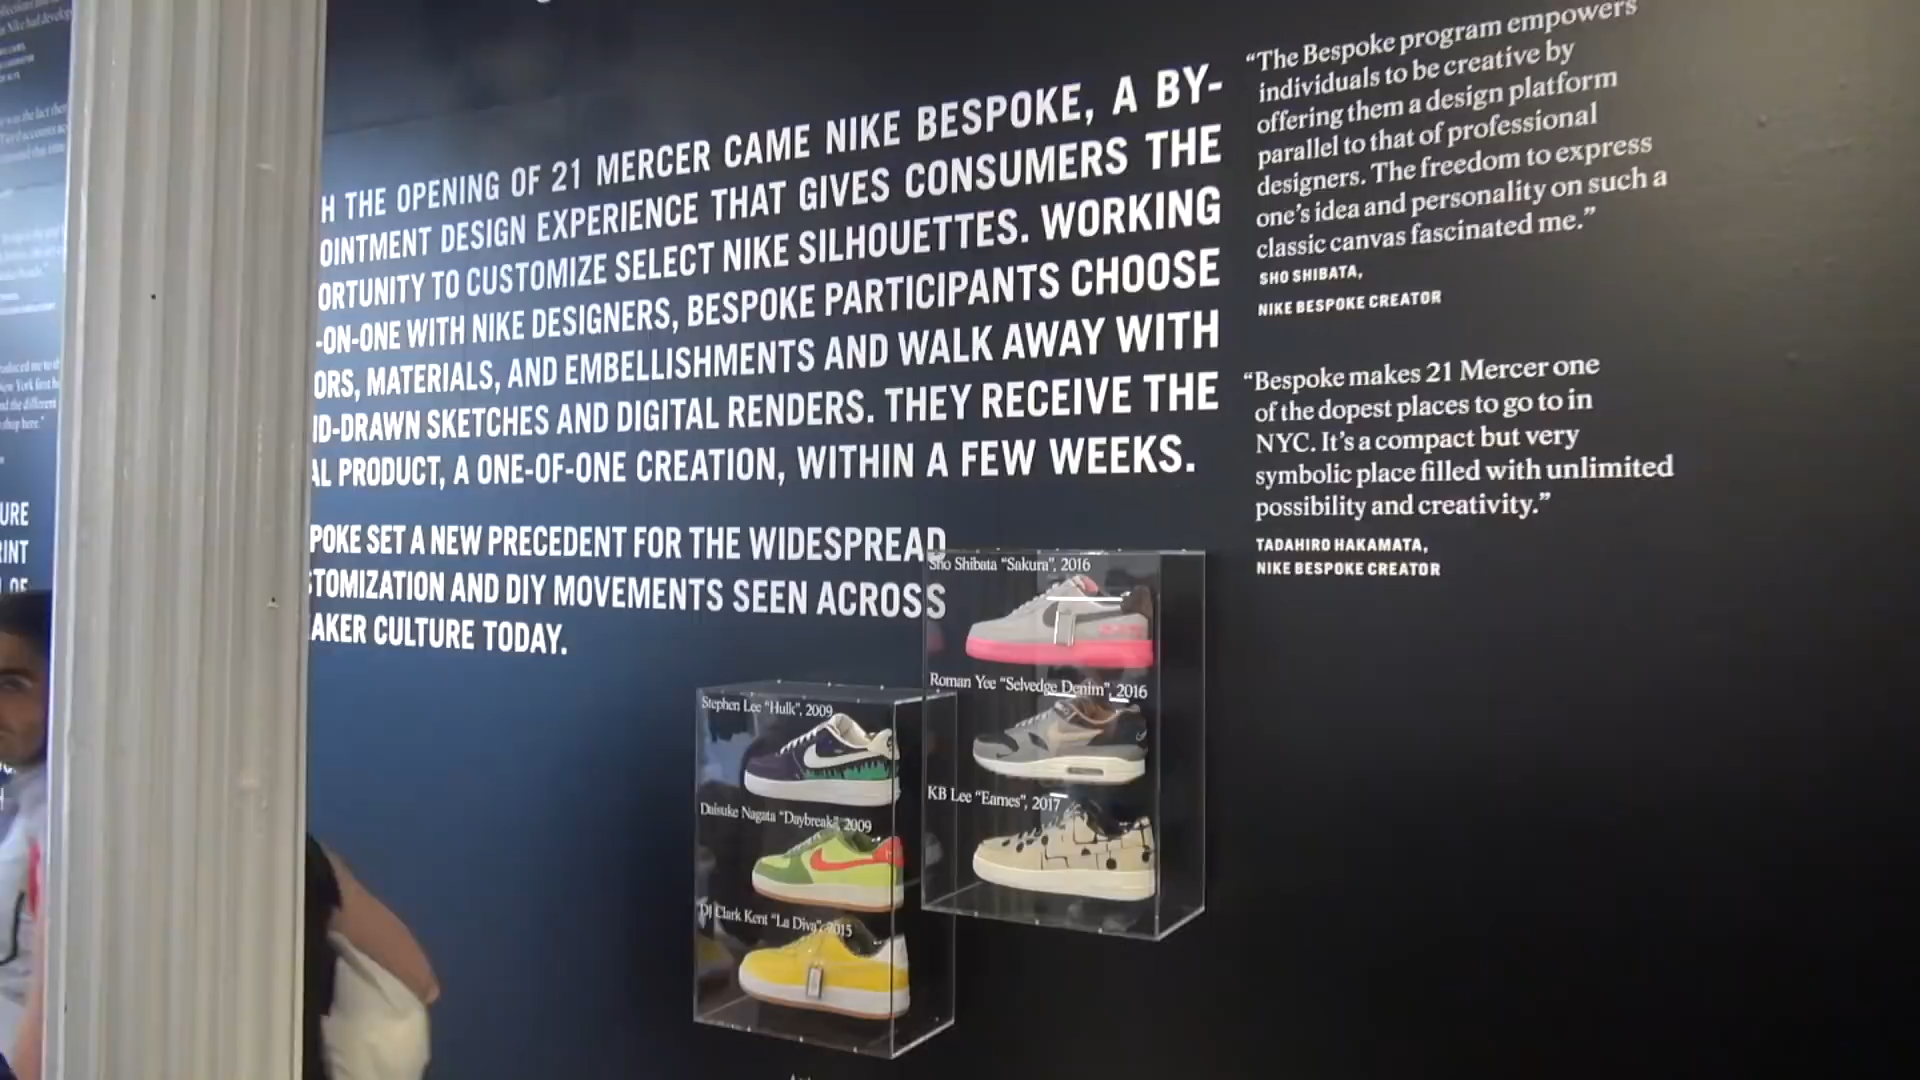 URE
H THE OPENING OF 21 MERCER CAME NIKE BESPOKE, A BY-
OINTMENT DESIGN EXPERIENCE THAT GIVES CONSUMERS THE
ORTUNITY TO CUSTOMIZE SELECT NIKE SILHOUETTES. WORKING
-ON-ONE WITH NIKE DESIGNERS, BESPOKE PARTICIPANTS CHOOSE
ORS, MATERIALS, AND EMBELLISHMENTS AND WALK AWAY WITH
ND-DRAWN SKETCHES AND DIGITAL RENDERS. THEY RECEIVE THE
AL PRODUCT, A ONE-OF-ONE CREATION, WITHIN A FEW WEEKS.
POKE SET A NEW PRECEDENT FOR THE WIDESPREAD
STOMIZATION AND DIY MOVEMENTS SEEN ACROSS
EAKER CULTURE TODAY.
“The Bespoke program empowers
individuals to be creative by
offering them a design platform
parallel to that of professional
designers. The freedom to express
one’s idea and personality on such a
classic canvas fascinated me.”
SHO SHIBATA,
NIKE BESPOKE CREATOR
“Bespoke makes 21 Mercer one
of the dopest places to go to in
NYC. It’s a compact but very
symbolic place filled with unlimited
possibility and creativity.”
TADAHIRO HAKAMATA,
NIKE BESPOKE CREATOR
Sho Shibata “Sakura”, 2016
Roman Yee “Selvedge Denim”, 2016
KB Lee “Eames”, 2017
Stephen Lee “Hulk”, 2009
Daisuke Nagata “Daybreak”, 2009
DJ Clark Kent “La Diva”, 2015